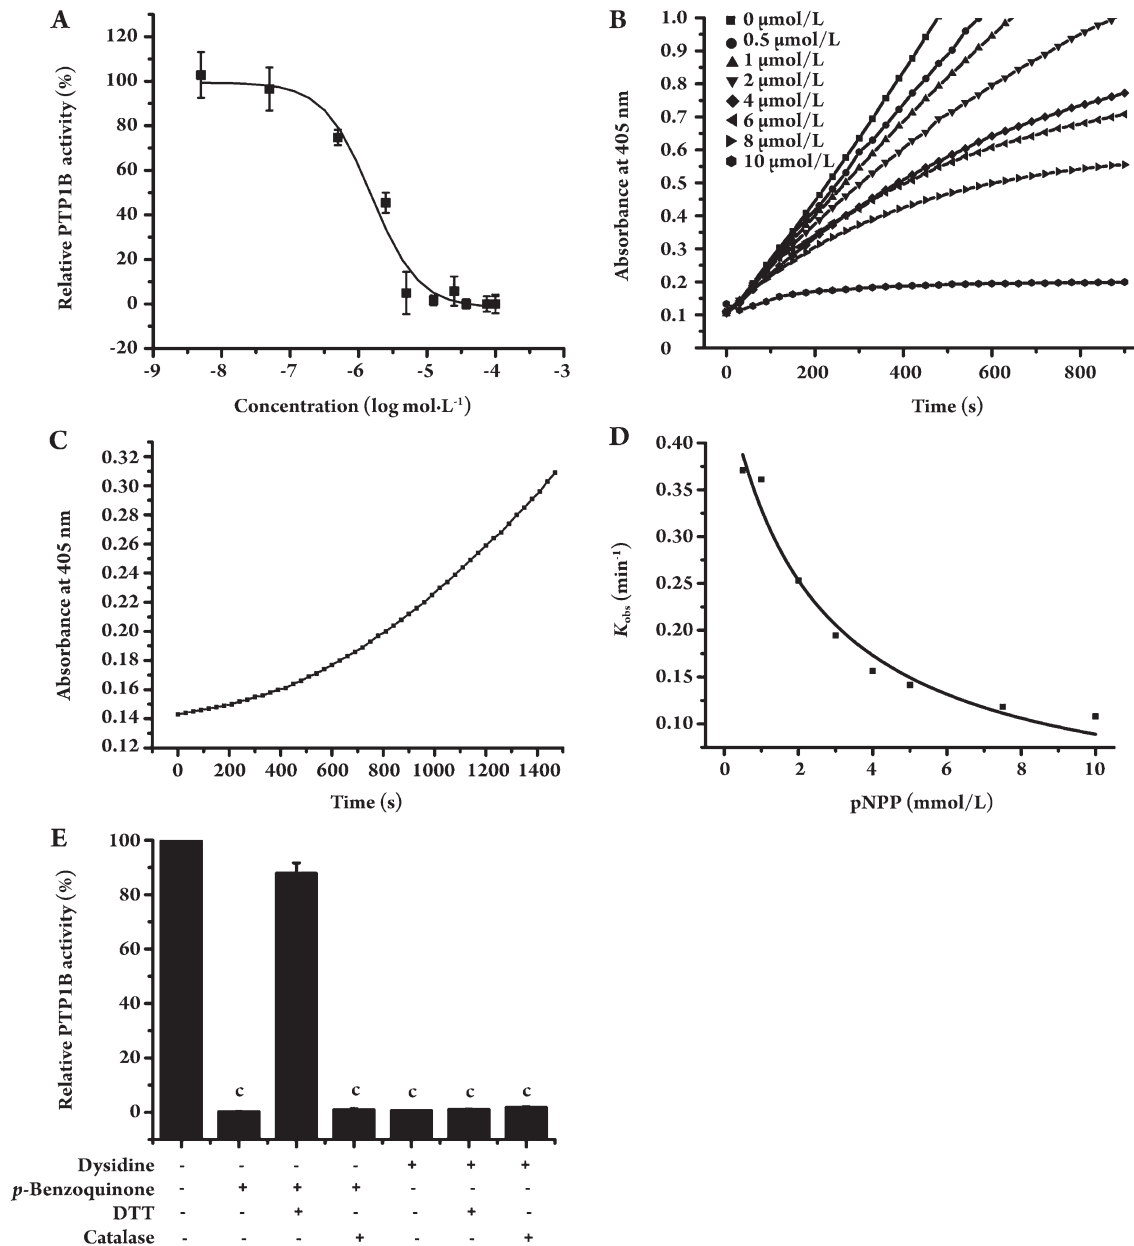 A
120
100
80
60
40
20
0
-20
Relative PTP1B activity (%)
-9
-8
-7
-6
-5
-4
-3
Concentration (log mol·L-1)
B
1.0
0.9
0.8
0.7
0.6
0.5
0.4
0.3
0.2
0.1
0
Absorbance at 405 nm
0 μmol/L
0.5 μmol/L
1 μmol/L
2 μmol/L
4 μmol/L
6 μmol/L
8 μmol/L
10 μmol/L
0
200
400
600
800
Time (s)
C
0.32
0.30
0.28
0.26
0.24
0.22
0.20
0.18
0.16
0.14
0.12
Absorbance at 405 nm
0
200
400
600
800
1000
1200
1400
Time (s)
D
0.40
0.35
0.30
0.25
0.20
0.15
0.10
Kobs (min-1)
0
2
4
6
8
10
pNPP (mmol/L)
E
100
80
60
40
20
0
Relative PTP1B activity (%)
c c c c c
Dysidine - - - - + + +
p-Benzoquinone - + + + - - -
DTT - - + - - + -
Catalase - - - + - - +